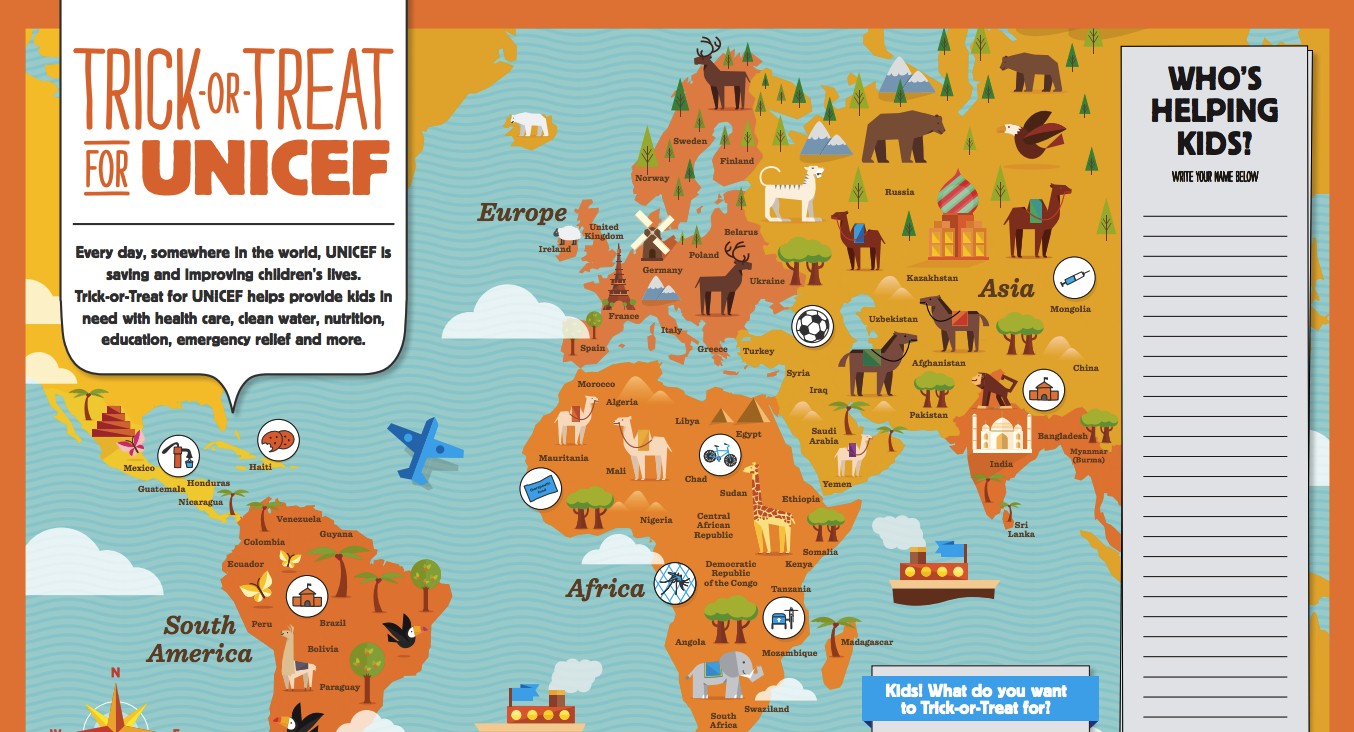 TRICK-OR-TREAT
FOR UNICEF
Every day, somewhere in the world, UNICEF is
saving and improving children's lives.
Trick-or-Treat for UNICEF helps provide kids in
need with health care, clean water, nutrition,
education, emergency relief and more.
WHO'S
HELPING
KIDS?
WRITE YOUR NAME BELOW
Europe
Sweden
Finland
Norway
Russia
United
Kingdom
Ireland
Belarus
Poland
Germany
Ukraine
France
Italy
Spain
Greece
Turkey
Asia
Kazakhstan
Mongolia
Uzbekistan
Afghanistan
China
Syria
Iraq
Pakistan
Saudi
Arabia
Yemen
India
Bangladesh
Myanmar
(Burma)
Sri
Lanka
Africa
Morocco
Algeria
Libya
Egypt
Mauritania
Mali
Chad
Sudan
Ethiopia
Nigeria
Central
African
Republic
Somalia
Democratic
Republic
of the Congo
Kenya
Tanzania
Angola
Mozambique
Madagascar
Swaziland
South
Africa
Mexico
Haiti
Guatemala
Honduras
Nicaragua
South
America
Venezuela
Guyana
Colombia
Ecuador
Peru
Brazil
Bolivia
Paraguay
N
W
E
Kids! What do you want
to Trick-or-Treat for?